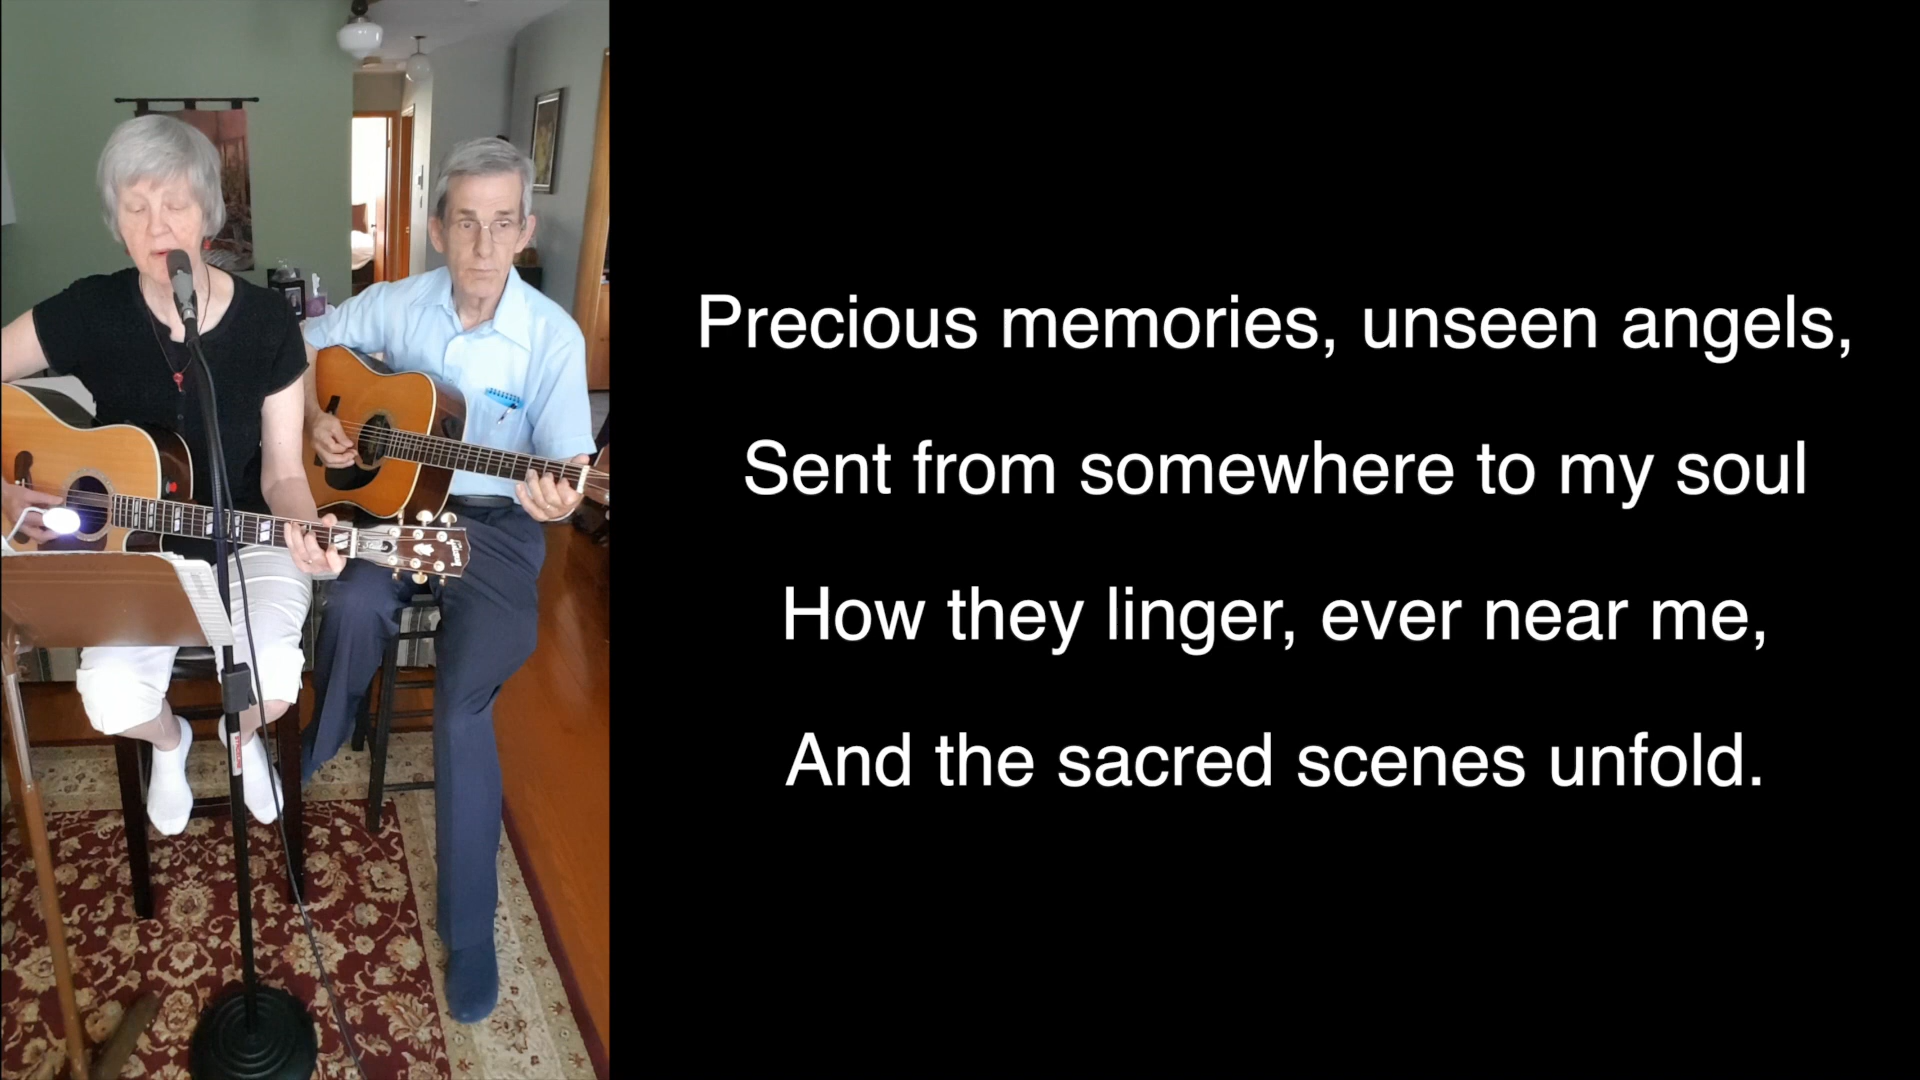 Precious memories, unseen angels,
Sent from somewhere to my soul
How they linger, ever near me,
And the sacred scenes unfold.
Gibson